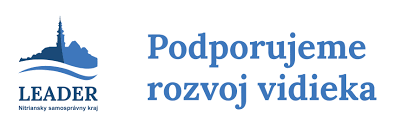 LEADER
Nitriansky samosprávny kraj
Podporujeme
rozvoj vidieka